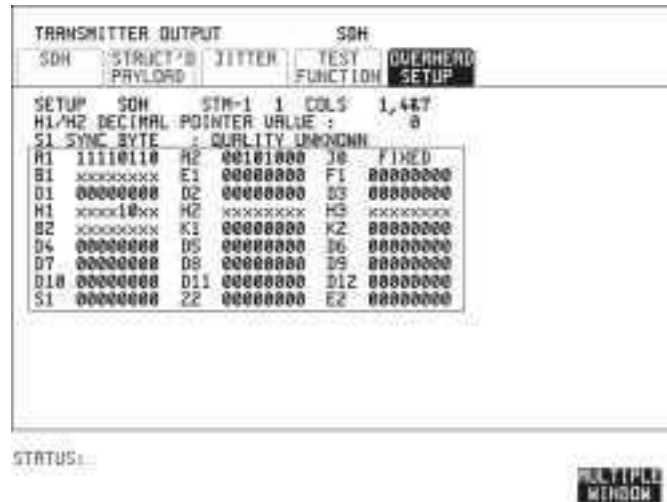 TRANSMITTER OUTPUT SDH
SDH STRUCT'D JITTER TEST OVERHEAD
PAYLOAD FUNCTION SETUP
SETUP SOH STM-1 1 COLS 1,4&7
H1/H2 DECIMAL POINTER VALUE : 0
S1 SYNC BYTE : QUALITY UNKNOWN
A1 11110110 A2 00101000 J0 FIXED
B1 xxxxxxxx E1 00000000 F1 00000000
D1 00000000 D2 00000000 D3 00000000
H1 xxxx10xx H2 xxxxxxxx H3 xxxxxxxx
B2 xxxxxxxx K1 00000000 K2 00000000
D4 00000000 D5 00000000 D6 00000000
D7 00000000 D8 00000000 D9 00000000
D10 00000000 D11 00000000 D12 00000000
S1 00000000 Z2 00000000 E2 00000000
STATUS:
MULTIPLE
WINDOW